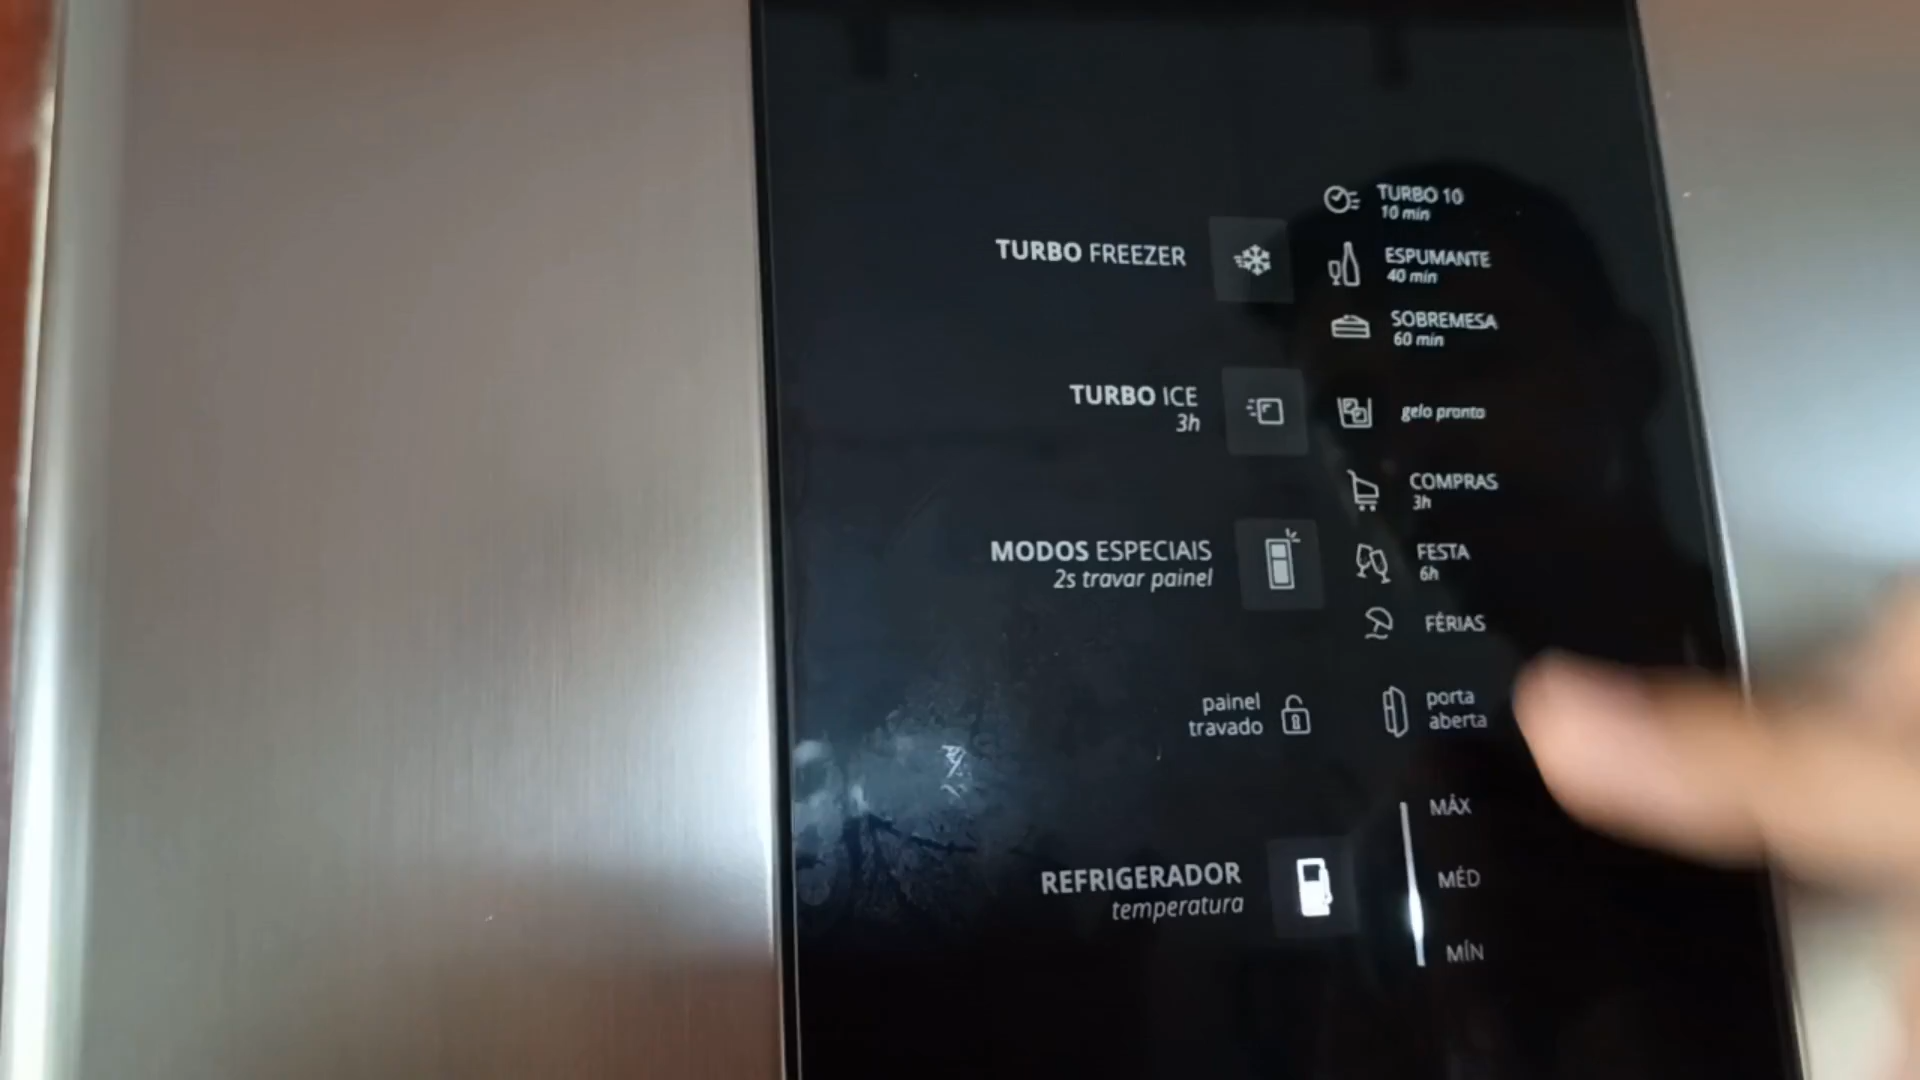 TURBO 10
10 min
TURBO FREEZER
ESPUMANTE
40 min
SOBREMESA
60 min
TURBO ICE
3h
gelo pronto
COMPRAS
3h
MODOS ESPECIAIS
2s travar painel
FESTA
6h
FÉRIAS
painel
travado
porta
aberta
MÁX
REFRIGERADOR
temperatura
MÉD
MÍN